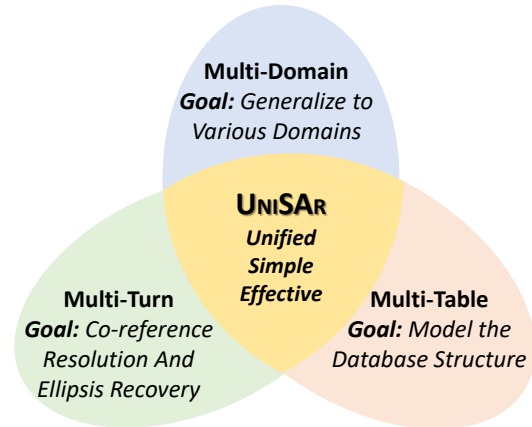 Multi-Domain
Goal: Generalize to
Various Domains
UNISAR
Unified
Simple
Effective
Multi-Turn
Goal: Co-reference
Resolution And
Ellipsis Recovery
Multi-Table
Goal: Model the
Database Structure